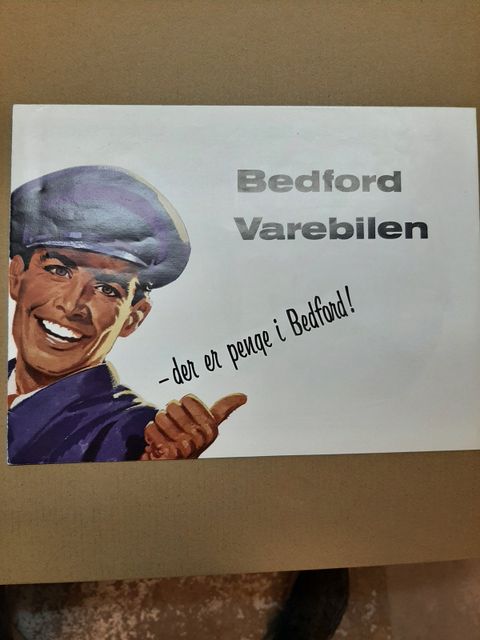 Bedford
Varebilen
– der er penge i Bedford!